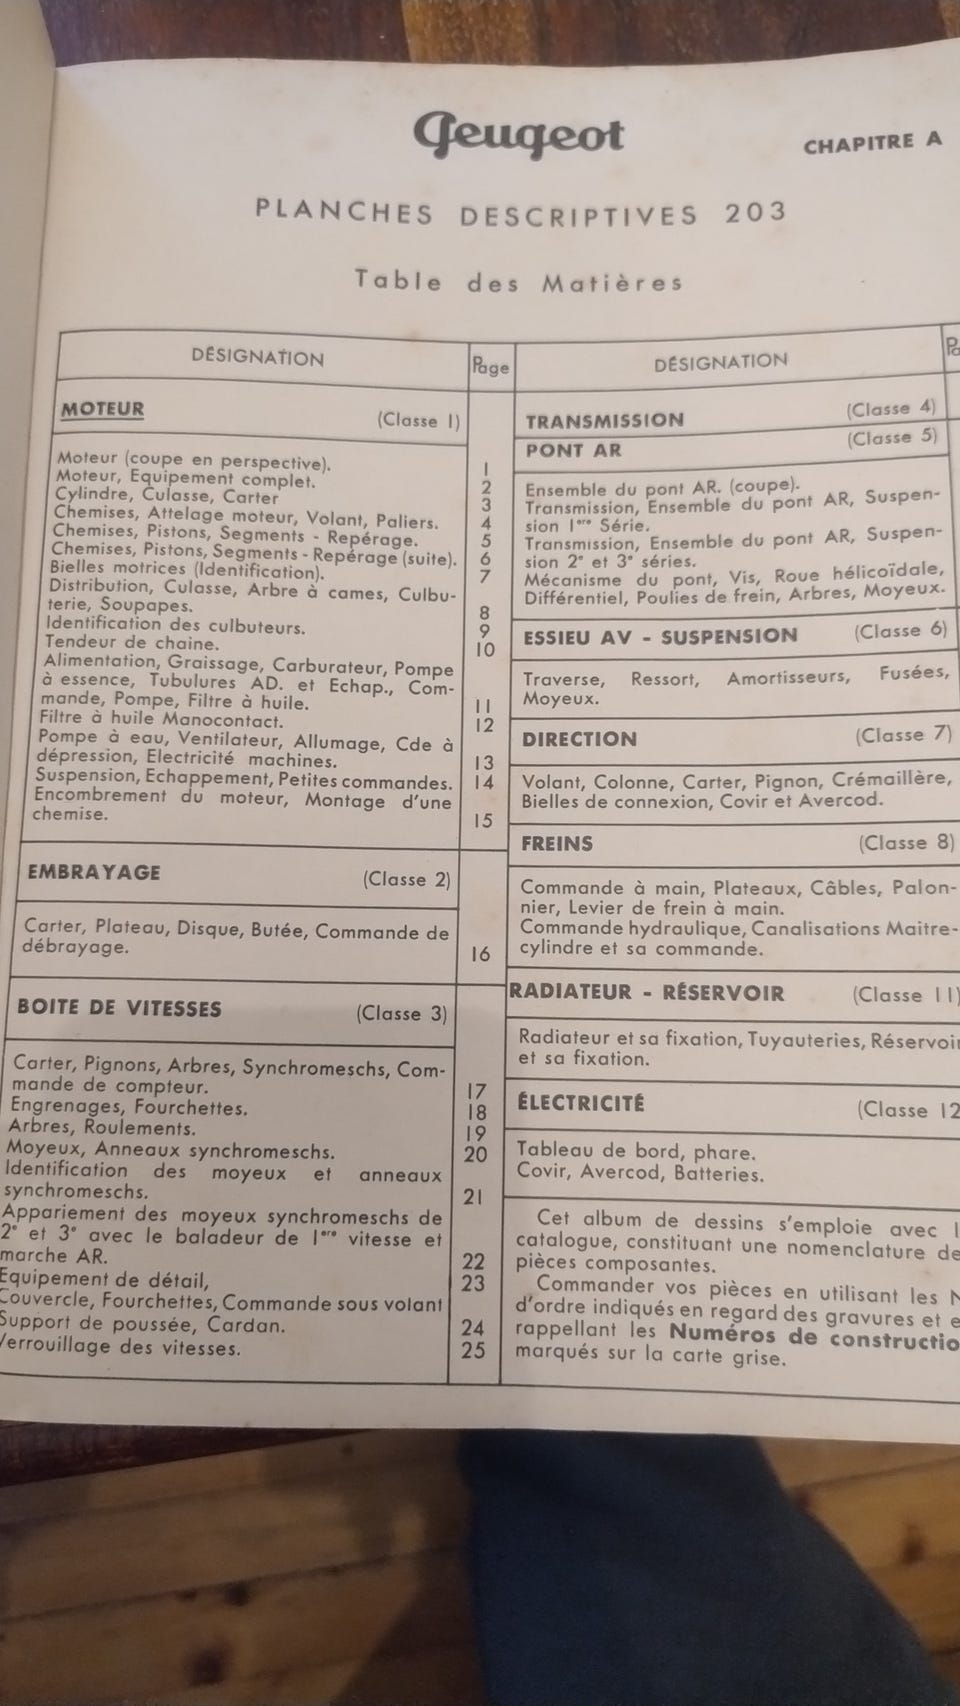 Peugeot
CHAPITRE A
PLANCHES DESCRIPTIVES 203
Table des Matières
DÉSIGNATION Page
MOTEUR (Classe 1)
Moteur (coupe en perspective). 1
Moteur, Equipement complet. 2
Cylindre, Culasse, Carter 3
Chemises, Attelage moteur, Volant, Paliers. 4
Chemises, Pistons, Segments - Repérage. 5
Chemises, Pistons, Segments - Repérage (suite). 6
Bielles motrices (Identification). 7
Distribution, Culasse, Arbre à cames, Culbu-
terie, Soupapes. 8
Identification des culbuteurs. 9
Tendeur de chaine. 10
Alimentation, Graissage, Carburateur, Pompe
à essence, Tubulures AD. et Echap., Com-
mande, Pompe, Filtre à huile. 11
Filtre à huile Manocontact. 12
Pompe à eau, Ventilateur, Allumage, Cde à
dépression, Electricité machines. 13
Suspension, Echappement, Petites commandes. 14
Encombrement du moteur, Montage d'une
chemise. 15
EMBRAYAGE (Classe 2)
Carter, Plateau, Disque, Butée, Commande de
débrayage. 16
BOITE DE VITESSES (Classe 3)
Carter, Pignons, Arbres, Synchromeschs, Com-
mande de compteur. 17
Engrenages, Fourchettes. 18
Arbres, Roulements. 19
Moyeux, Anneaux synchromeschs. 20
Identification des moyeux et anneaux
synchromeschs. 21
Appariement des moyeux synchromeschs de
2e et 3e avec le baladeur de 1ere vitesse et
marche AR. 22
Equipement de détail, 23
Couvercle, Fourchettes, Commande sous volant
Support de poussée, Cardan. 24
Verrouillage des vitesses. 25
DÉSIGNATION
TRANSMISSION (Classe 4)
PONT AR (Classe 5)
Ensemble du pont AR. (coupe).
Transmission, Ensemble du pont AR, Suspen-
sion 1ere Série.
Transmission, Ensemble du pont AR, Suspen-
sion 2e et 3e séries.
Mécanisme du pont, Vis, Roue hélicoïdale,
Différentiel, Poulies de frein, Arbres, Moyeux.
ESSIEU AV - SUSPENSION (Classe 6)
Traverse, Ressort, Amortisseurs, Fusées,
Moyeux.
DIRECTION (Classe 7)
Volant, Colonne, Carter, Pignon, Crémaillère,
Bielles de connexion, Covir et Avercod.
FREINS (Classe 8)
Commande à main, Plateaux, Câbles, Palon-
nier, Levier de frein à main.
Commande hydraulique, Canalisations Maitre-
cylindre et sa commande.
RADIATEUR - RÉSERVOIR (Classe 11)
Radiateur et sa fixation, Tuyauteries, Réservoir
et sa fixation.
ÉLECTRICITÉ (Classe 12
Tableau de bord, phare.
Covir, Avercod, Batteries.
Cet album de dessins s'emploie avec l
catalogue, constituant une nomenclature de
pièces composantes.
Commander vos pièces en utilisant les N
d'ordre indiqués en regard des gravures et e
rappellant les Numéros de constructio
marqués sur la carte grise.